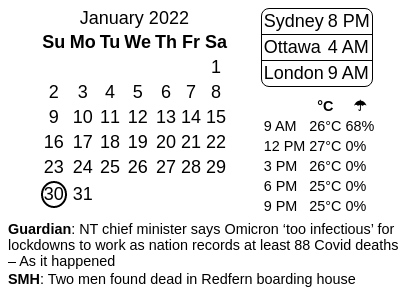 January 2022
Su Mo Tu We Th Fr Sa
1
2 3 4 5 6 7 8
9 10 11 12 13 14 15
16 17 18 19 20 21 22
23 24 25 26 27 28 29
30 31
Sydney 8 PM
Ottawa 4 AM
London 9 AM
°C ☂
9 AM 26°C 68%
12 PM 27°C 0%
3 PM 26°C 0%
6 PM 25°C 0%
9 PM 25°C 0%
Guardian: NT chief minister says Omicron ‘too infectious’ for
lockdowns to work as nation records at least 88 Covid deaths
– As it happened
SMH: Two men found dead in Redfern boarding house